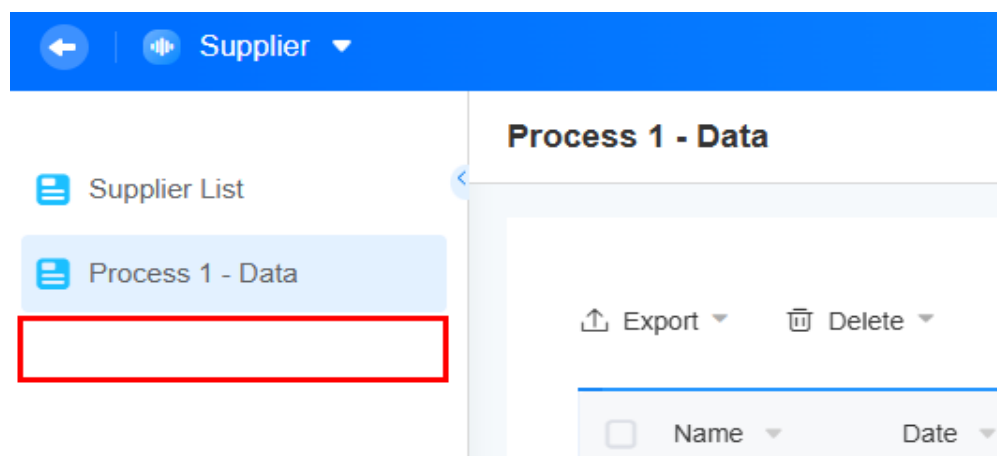 Supplier
Process 1 - Data
Supplier List
Process 1 - Data
Export
Delete
Name
Date